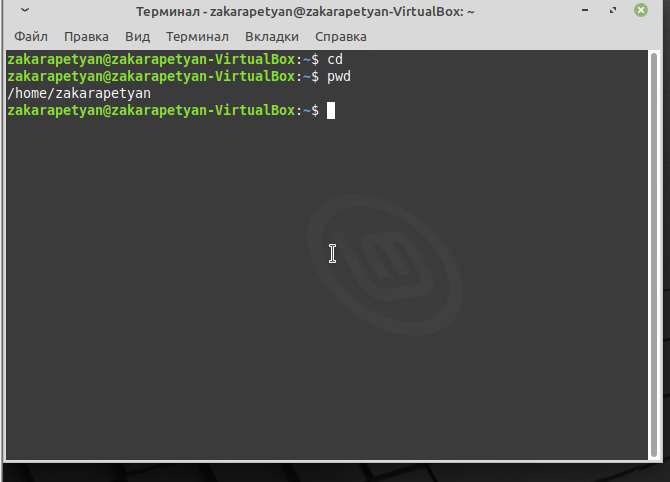 Терминал - zakarapetyan@zakarapetyan-VirtualBox: ~
Файл Правка Вид Терминал Вкладки Справка
zakarapetyan@zakarapetyan-VirtualBox:~$ cd
zakarapetyan@zakarapetyan-VirtualBox:~$ pwd
/home/zakarapetyan
zakarapetyan@zakarapetyan-VirtualBox:~$